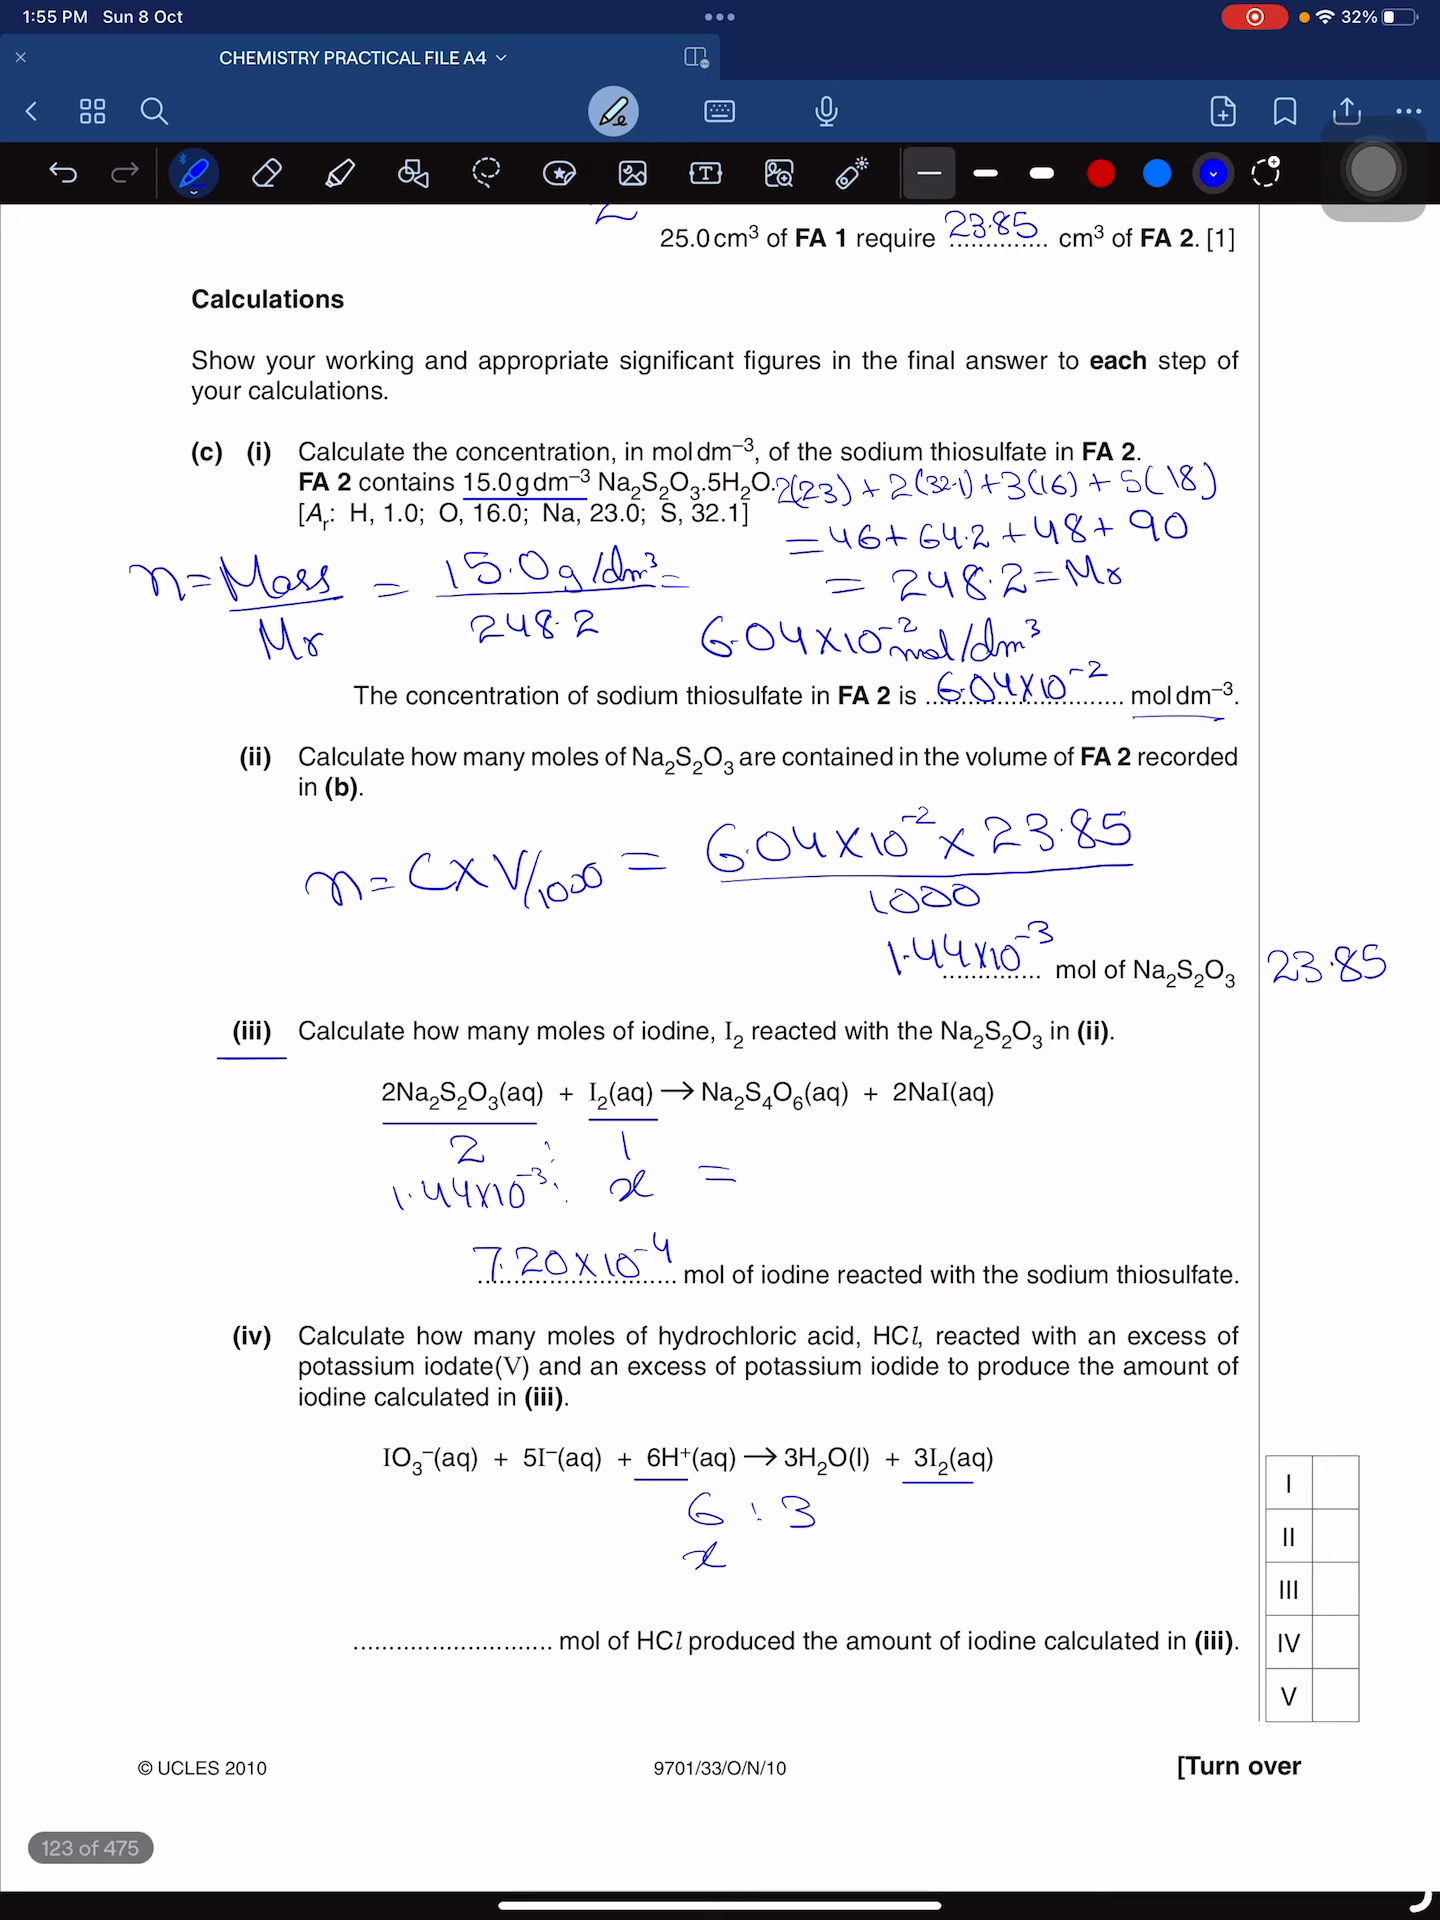 1:55 PM Sun 8 Oct
32%
CHEMISTRY PRACTICAL FILE A4
25.0 cm³ of FA 1 require 23.85 cm³ of FA 2. [1]
Calculations
Show your working and appropriate significant figures in the final answer to each step of
your calculations.
(c) (i) Calculate the concentration, in mol dm⁻³, of the sodium thiosulfate in FA 2.
FA 2 contains 15.0 g dm⁻³ Na₂S₂O₃.5H₂O. 2(23) + 2(32.1) + 3(16) + 5(18)
[Aᵣ: H, 1.0; O, 16.0; Na, 23.0; S, 32.1]
= 46 + 64.2 + 48 + 90
n = Mass/Mr = 15.0g/dm³/248.2 =
= 248.2 = Mr
6.04 × 10⁻² mol/dm³
The concentration of sodium thiosulfate in FA 2 is 6.04 × 10⁻² mol dm⁻³.
(ii) Calculate how many moles of Na₂S₂O₃ are contained in the volume of FA 2 recorded
in (b).
n = C × V/1000 = 6.04 × 10⁻² × 23.85
1000
1.44 × 10⁻³ mol of Na₂S₂O₃ 23.85
(iii) Calculate how many moles of iodine, I₂ reacted with the Na₂S₂O₃ in (ii).
2Na₂S₂O₃(aq) + I₂(aq) → Na₂S₄O₆(aq) + 2NaI(aq)
2 : 1
1.44 × 10⁻³ : x =
7.20 × 10⁻⁴ mol of iodine reacted with the sodium thiosulfate.
(iv) Calculate how many moles of hydrochloric acid, HCl, reacted with an excess of
potassium iodate(V) and an excess of potassium iodide to produce the amount of
iodine calculated in (iii).
IO₃⁻(aq) + 5I⁻(aq) + 6H⁺(aq) → 3H₂O(l) + 3I₂(aq)
6 : 3
x
........................... mol of HCl produced the amount of iodine calculated in (iii).
I
II
III
IV
V
© UCLES 2010 9701/33/O/N/10 [Turn over
123 of 475